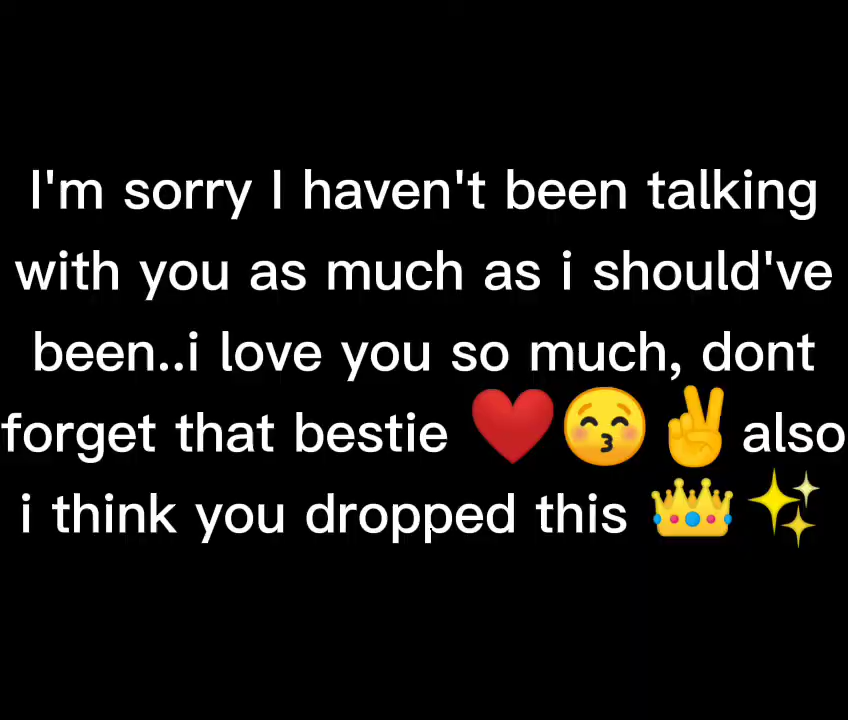 I'm sorry I haven't been talking
with you as much as i should've
been..i love you so much, dont
forget that bestie ❤️😚✌️also
i think you dropped this 👑✨